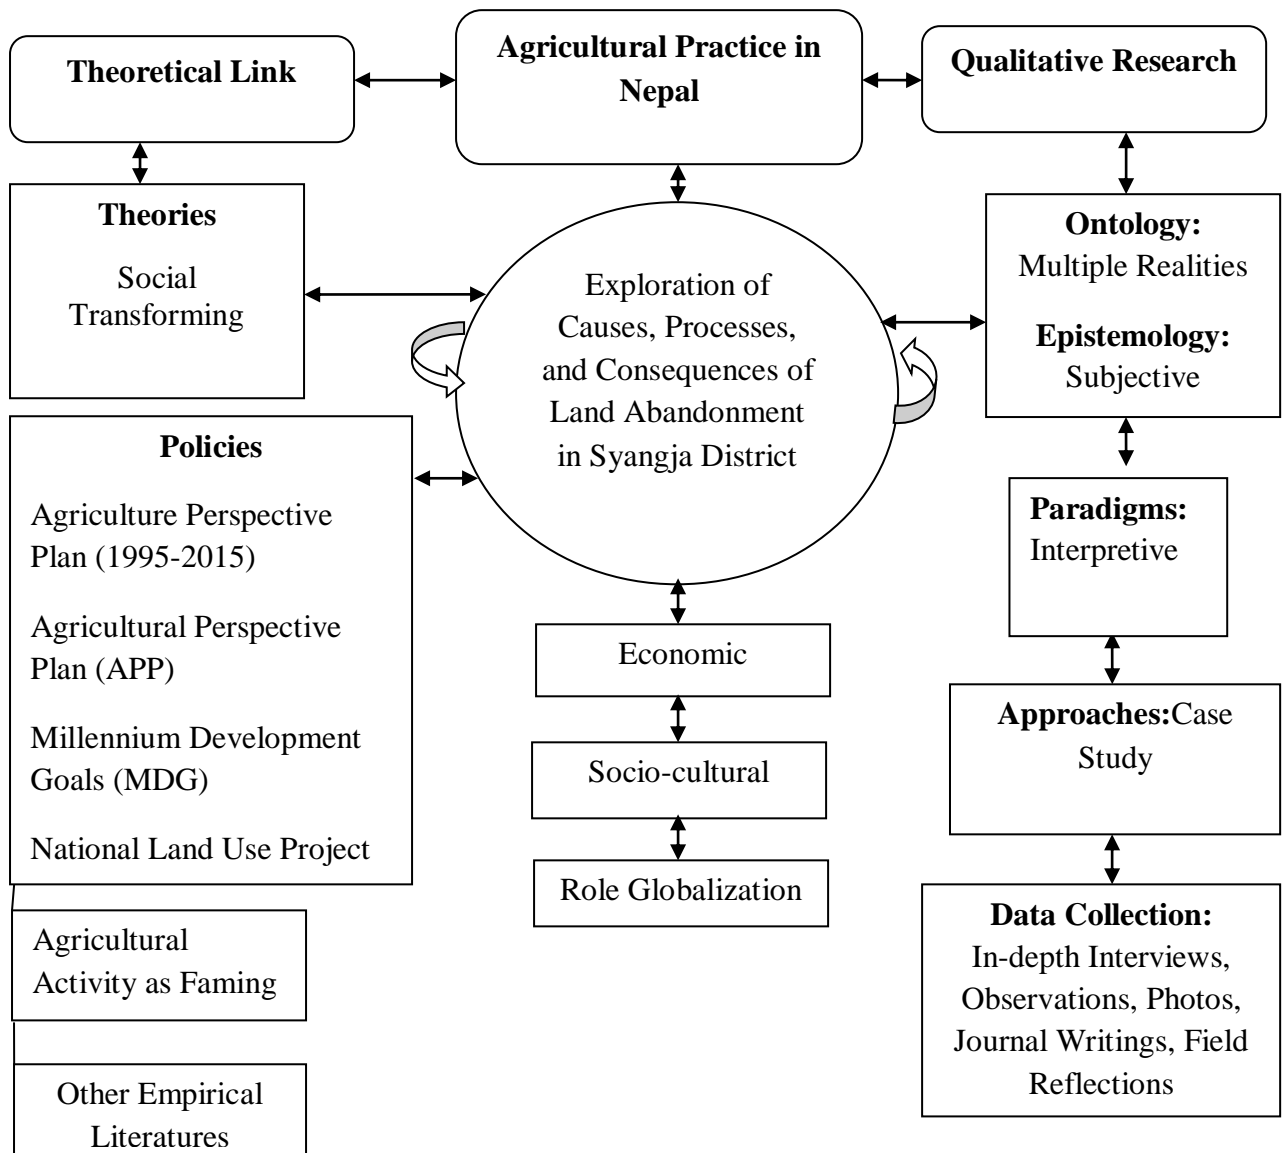 Theoretical Link
Agricultural Practice in
Nepal
Qualitative Research
Theories
Social
Transforming
Policies
Agriculture Perspective
Plan (1995-2015)
Agricultural Perspective
Plan (APP)
Millennium Development
Goals (MDG)
National Land Use Project
Agricultural
Activity as Faming
Other Empirical
Literatures
Exploration of
Causes, Processes,
and Consequences of
Land Abandonment
in Syangja District
Economic
Socio-cultural
Role Globalization
Ontology:
Multiple Realities
Epistemology:
Subjective
Paradigms:
Interpretive
Approaches:Case
Study
Data Collection:
In-depth Interviews,
Observations, Photos,
Journal Writings, Field
Reflections